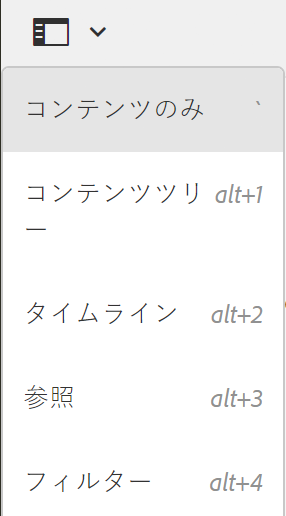 コンテンツのみ `
コンテンツツリ alt+1
ー
タイムライン alt+2
参照 alt+3
フィルター alt+4